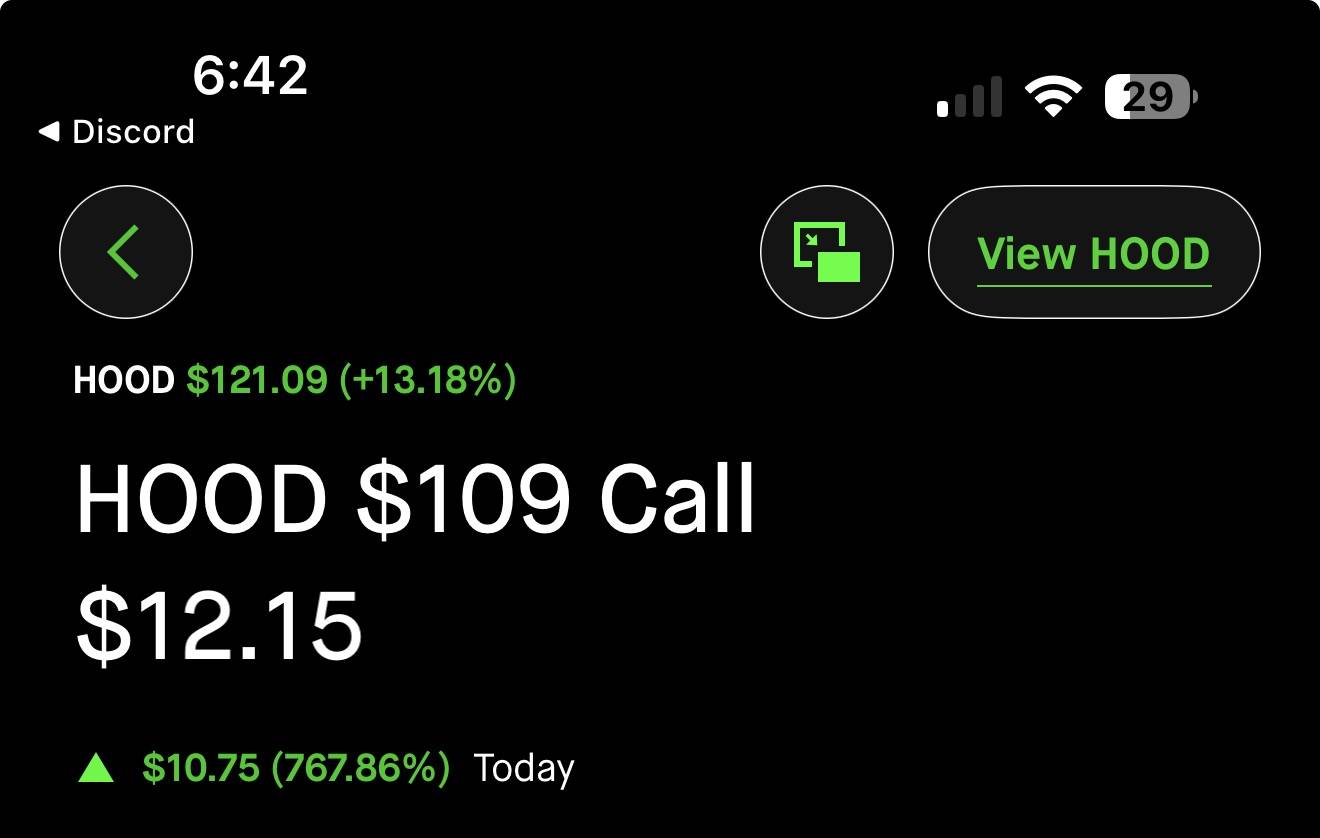 6:42
29
Discord
View HOOD
HOOD $121.09 (+13.18%)
HOOD $109 Call
$12.15
$10.75 (767.86%) Today